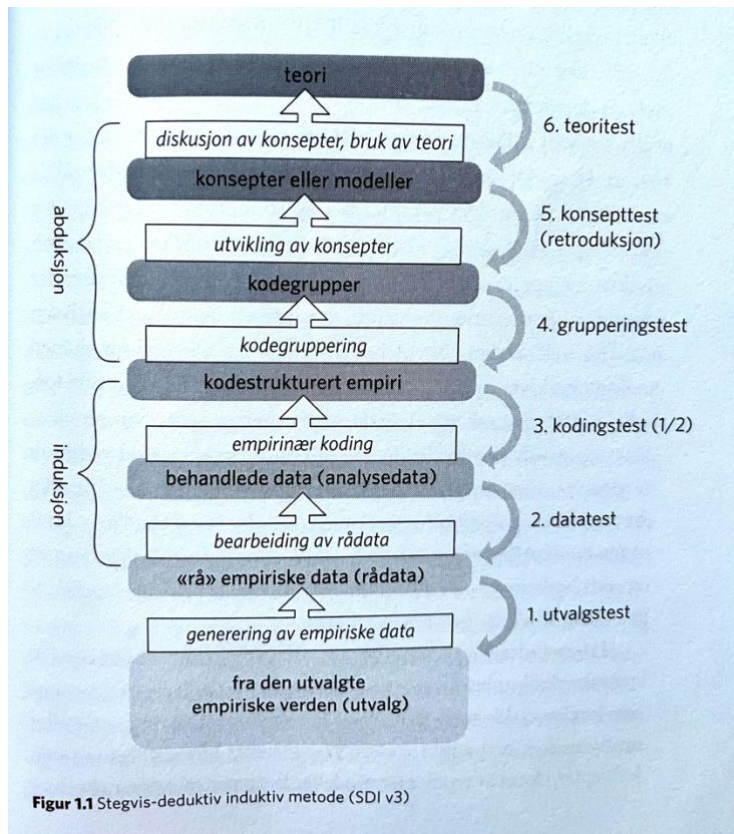 teori
diskusjon av konsepter, bruk av teori
6. teoritest
konsepter eller modeller
utvikling av konsepter
5. konsepttest
(retroduksjon)
abduksjon
kodegrupper
kodegruppering
4. grupperingstest
kodestrukturert empiri
empirinær koding
3. kodingstest (1/2)
behandlede data (analysedata)
induksjon
bearbeiding av rådata
2. datatest
«rå» empiriske data (rådata)
generering av empiriske data
1. utvalgstest
fra den utvalgte
empiriske verden (utvalg)
Figur 1.1 Stegvis-deduktiv induktiv metode (SDI v3)